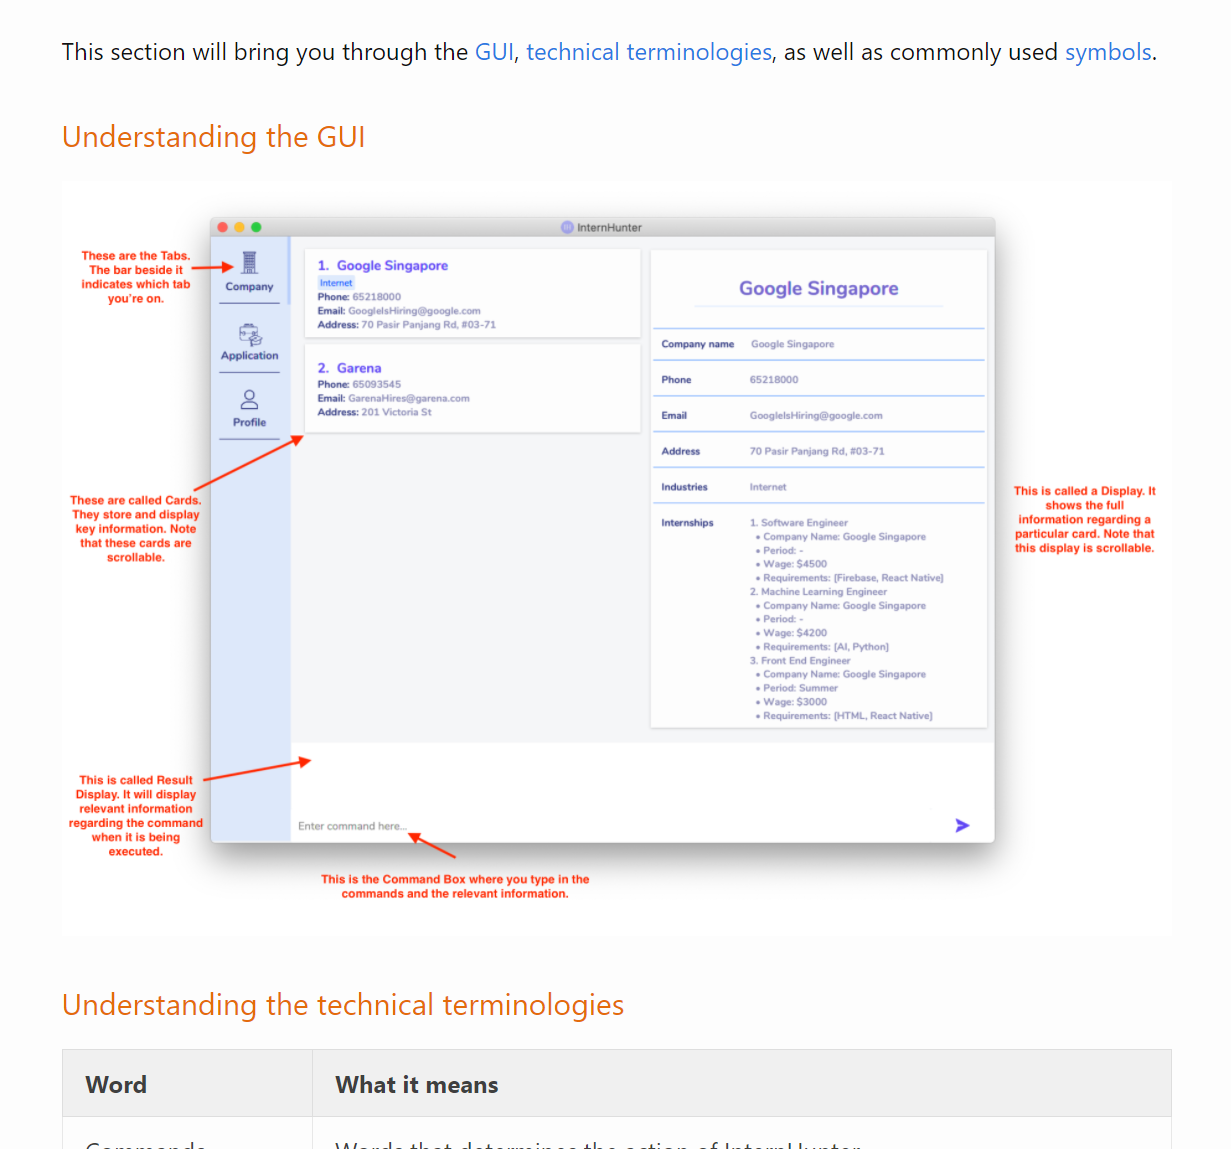 This section will bring you through the GUI, technical terminologies, as well as commonly used symbols.
Understanding the GUI
InternHunter
These are the Tabs.
The bar beside it
indicates which tab
you're on.
Company
Application
Profile
1. Google Singapore
Internet
Phone: 65218000
Email: GoogleIsHiring@google.com
Address: 70 Pasir Panjang Rd, #03-71
2. Garena
Phone: 65093545
Email: GarenaHires@garena.com
Address: 201 Victoria St
Google Singapore
Company name Google Singapore
Phone 65218000
Email GoogleIsHiring@google.com
Address 70 Pasir Panjang Rd, #03-71
Industries Internet
Internships 1. Software Engineer
• Company Name: Google Singapore
• Period: -
• Wage: $4500
• Requirements: [Firebase, React Native]
2. Machine Learning Engineer
• Company Name: Google Singapore
• Period: -
• Wage: $4200
• Requirements: [AI, Python]
3. Front End Engineer
• Company Name: Google Singapore
• Period: Summer
• Wage: $3000
• Requirements: [HTML, React Native]
These are called Cards.
They store and display
key information. Note
that these cards are
scrollable.
This is called a Display. It
shows the full
information regarding a
particular card. Note that
this display is scrollable.
This is called Result
Display. It will display
relevant information
regarding the command
when it is being
executed.
Enter command here...
This is the Command Box where you type in the
commands and the relevant information.
Understanding the technical terminologies
Word What it means
Commands Words that determines the action of InternHunter